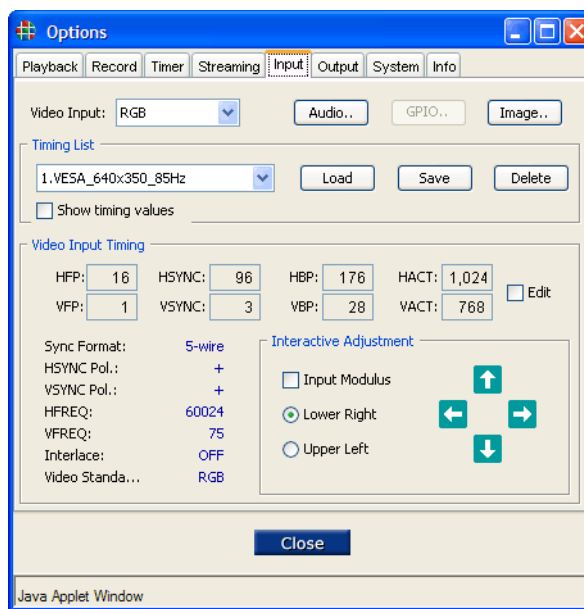 Options
Playback Record Timer Streaming Input Output System Info
Video Input: RGB Audio.. GPIO.. Image..
Timing List
1.VESA_640x350_85Hz Load Save Delete
Show timing values
Video Input Timing
HFP: 16 HSYNC: 96 HBP: 176 HACT: 1,024
Edit
VFP: 1 VSYNC: 3 VBP: 28 VACT: 768
Sync Format: 5-wire
HSYNC Pol.: +
VSYNC Pol.: +
HFREQ: 60024
VFREQ: 75
Interlace: OFF
Video Standa... RGB
Interactive Adjustment
Input Modulus
Lower Right
Upper Left
Close
Java Applet Window